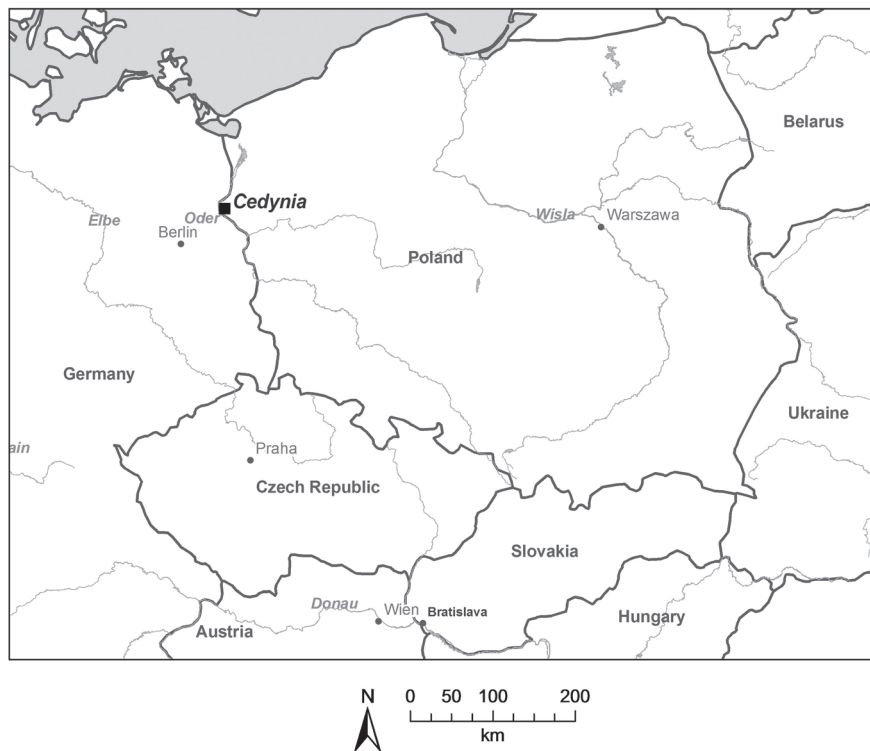 Belarus
Cedynia
Elbe
Oder
Berlin
Wisla
Warszawa
Poland
Germany
Ukraine
ain
Praha
Czech Republic
Slovakia
Donau
Wien
Bratislava
Hungary
Austria
N
0 50 100 200
km